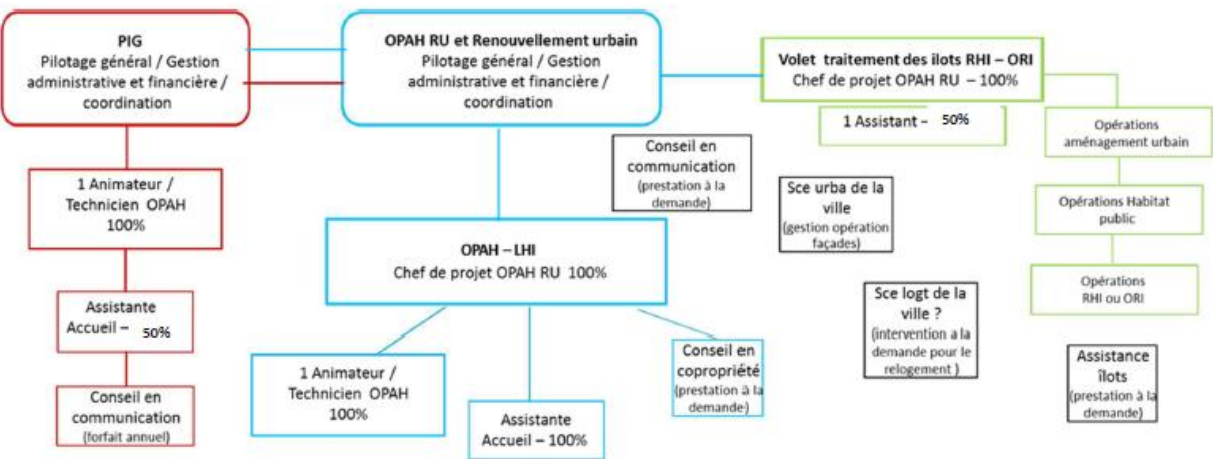 PIG
Pilotage général / Gestion
administrative et financière /
coordination
OPAH RU et Renouvellement urbain
Pilotage général / Gestion
administrative et financière /
coordination
Volet traitement des ilots RHI – ORI
Chef de projet OPAH RU – 100%
1 Assistant – 50%
Opérations
aménagement urbain
Conseil en
communication
(prestation à la
demande)
1 Animateur /
Technicien OPAH
100%
Sce urba de la
ville
(gestion opération
façades)
Opérations Habitat
public
OPAH – LHI
Chef de projet OPAH RU 100%
Opérations
RHI ou ORI
Assistante
Accueil – 50%
Sce logt de la
ville ?
(intervention a la
demande pour le
relogement )
Conseil en
copropriété
(prestation à la
demande)
Assistance
îlots
(prestation à la
demande)
1 Animateur /
Technicien OPAH
100%
Conseil en
communication
(forfait annuel)
Assistante
Accueil – 100%